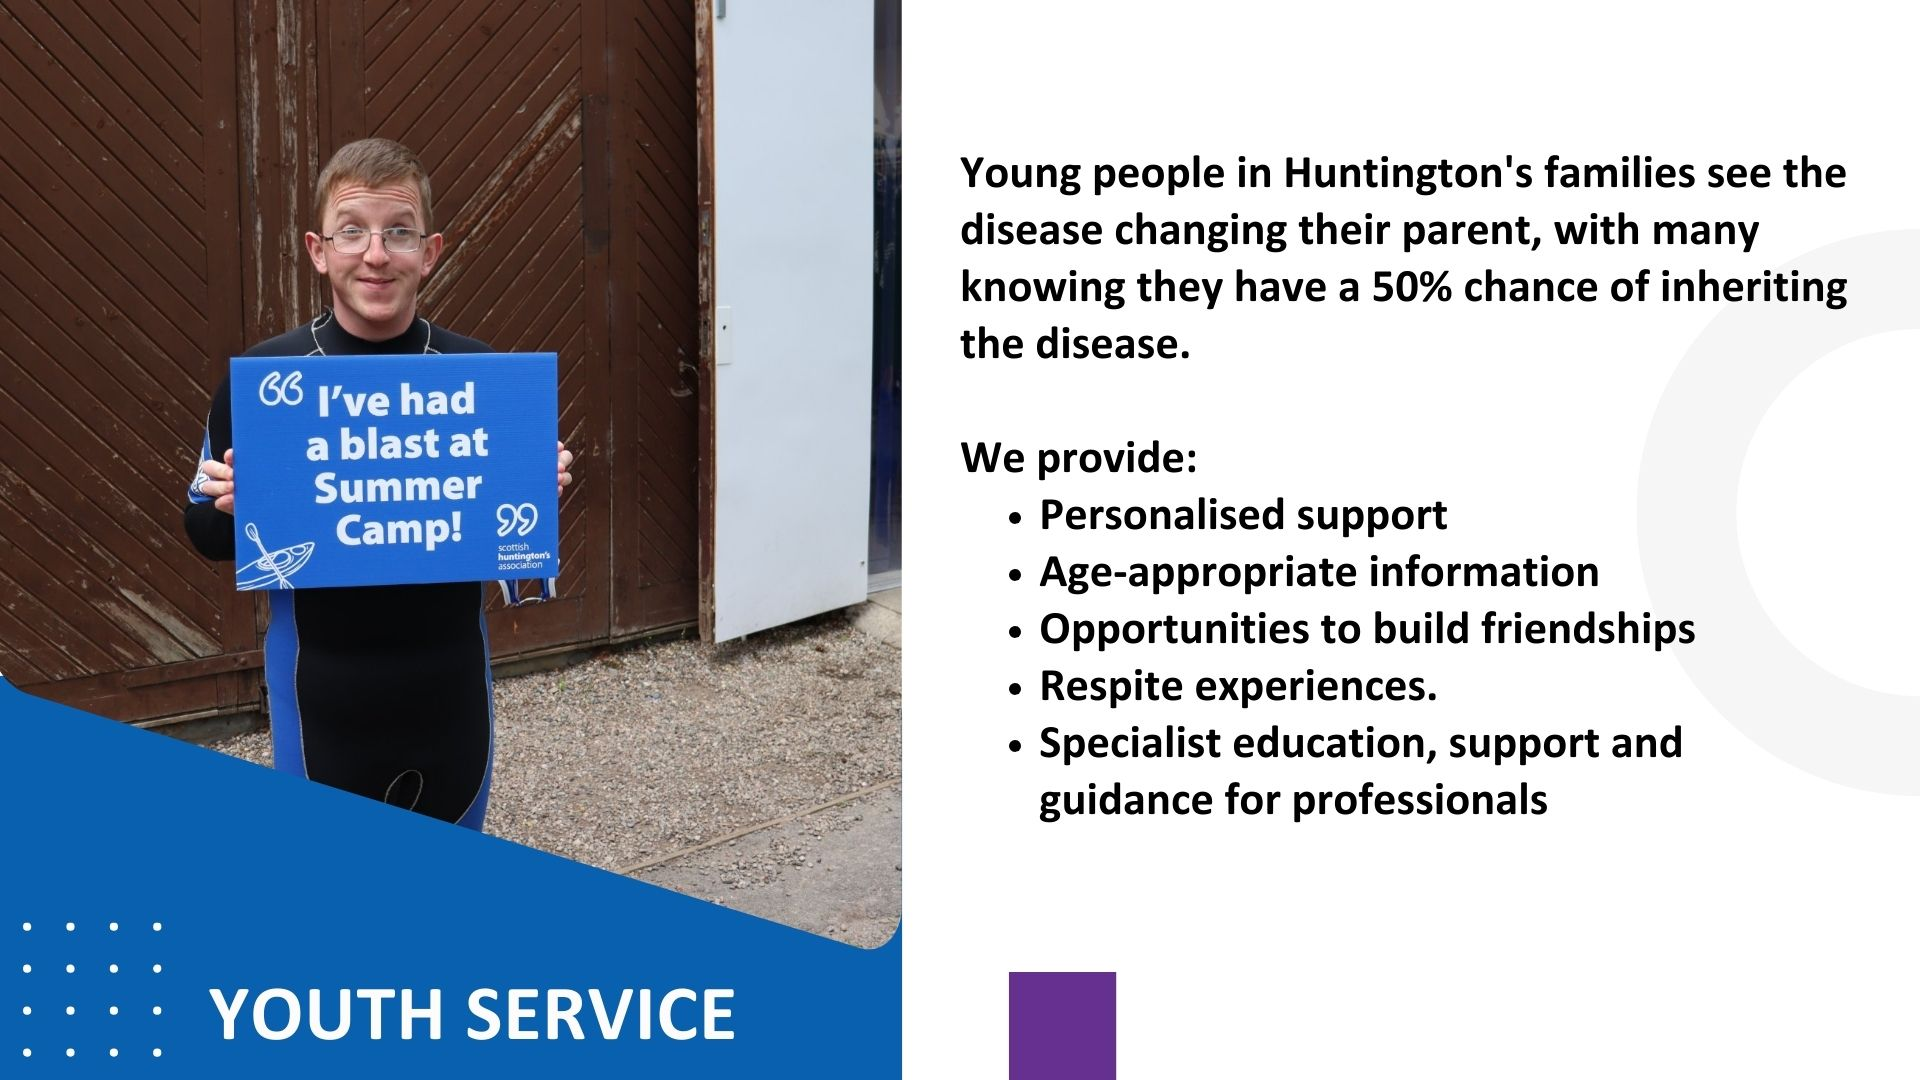 “ I’ve had
a blast at
Summer
Camp! ”
scottish
huntington's
association
YOUTH SERVICE
Young people in Huntington's families see the
disease changing their parent, with many
knowing they have a 50% chance of inheriting
the disease.
We provide:
• Personalised support
• Age-appropriate information
• Opportunities to build friendships
• Respite experiences.
• Specialist education, support and
guidance for professionals